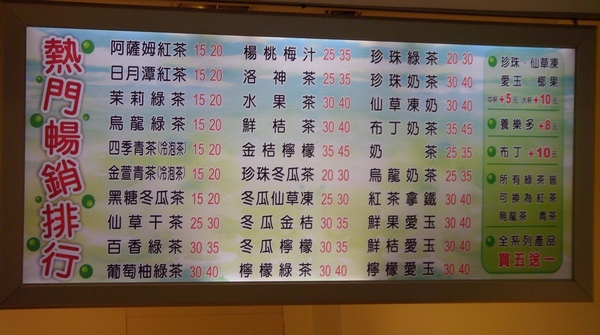 熱門暢銷排行
阿薩姆紅茶 15 20
日月潭紅茶 15 20
茉莉綠茶 15 20
烏龍綠茶 15 20
四季青茶(冷泡茶) 15 20
金萱青茶(冷泡茶) 15 20
黑糖冬瓜茶 15 20
仙草干茶 25 30
百香綠茶 30 35
葡萄柚綠茶 30 40
楊桃梅汁 25 35
洛神茶 25 35
水果茶 30 40
鮮桔茶 30 40
金桔檸檬 35 45
珍珠冬瓜茶 20 30
冬瓜仙草凍 25 30
冬瓜金桔 30 35
冬瓜檸檬 30 35
檸檬綠茶 30 40
珍珠綠茶 20 30
珍珠奶茶 30 40
仙草凍奶 30 40
布丁奶茶 35 45
奶茶 25 35
烏龍奶茶 25 35
紅茶拿鐵 30 40
鮮果愛玉 30 40
鮮桔愛玉 30 40
檸檬愛玉 30 40
珍珠·仙草凍
愛玉 椰果
中杯+5元 大杯+10元
養樂多+8元
布丁+10元
所有綠茶皆
可換為紅茶
烏龍茶 青茶
全系列產品
買五送一